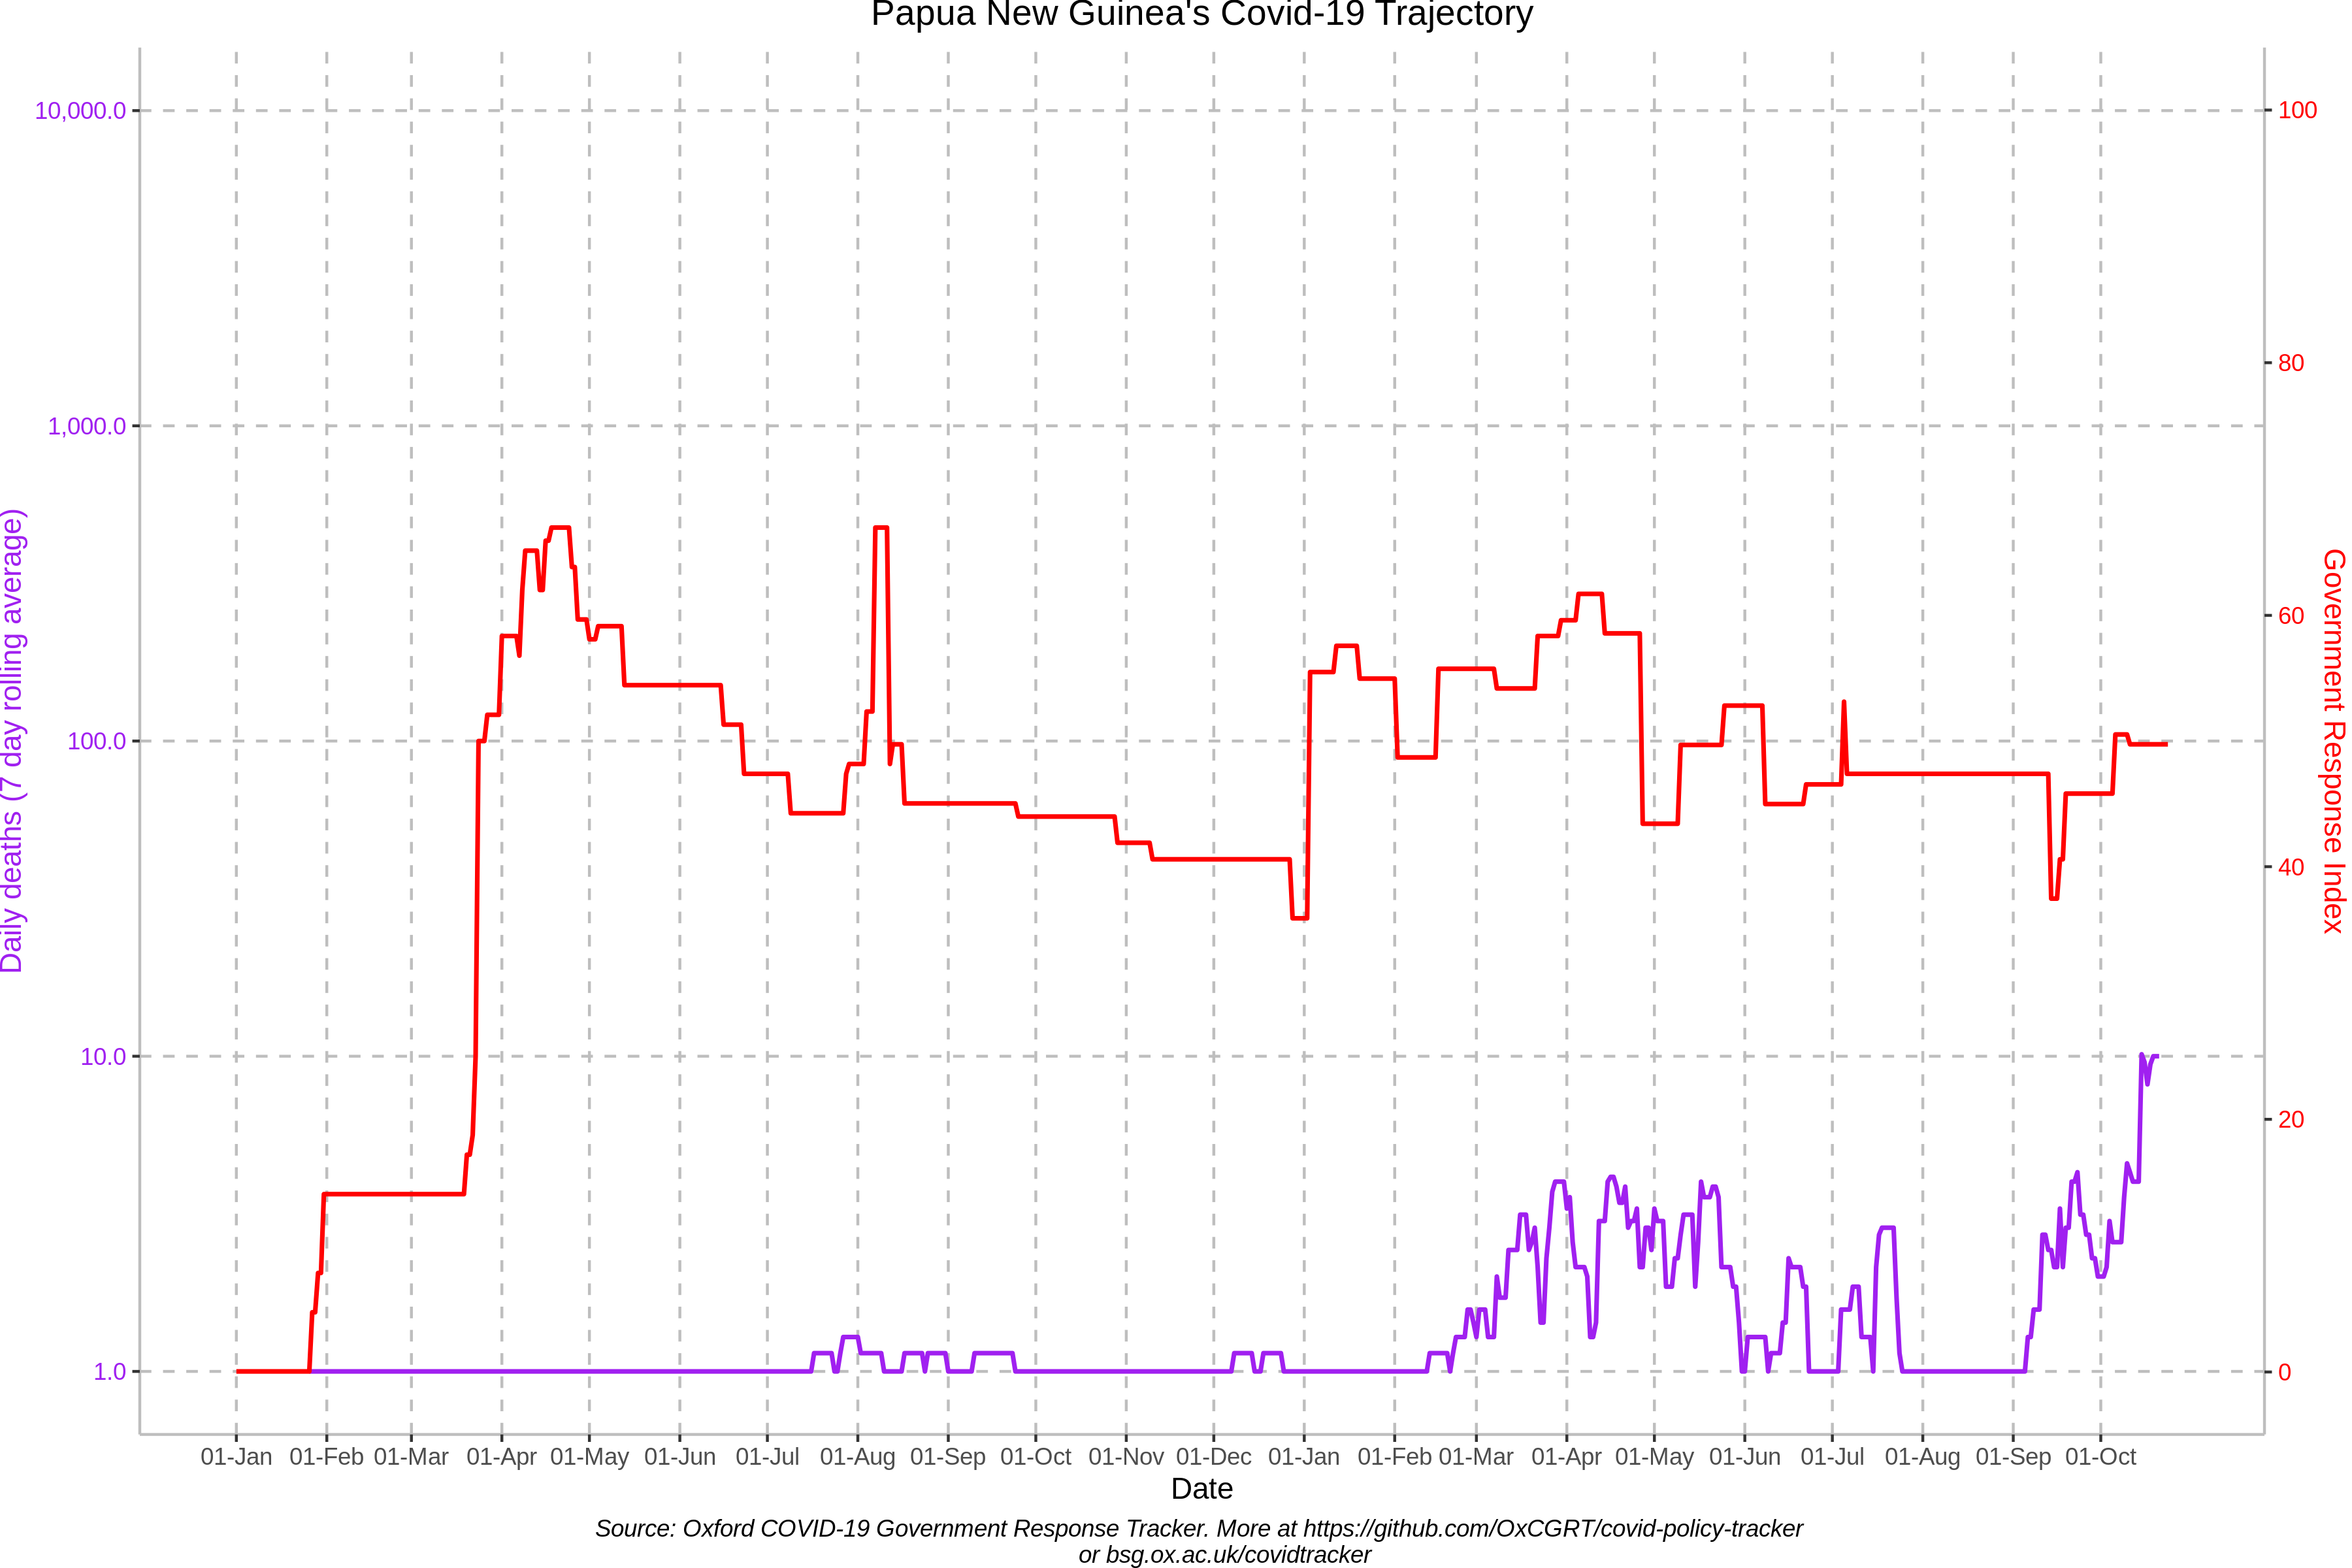 Papua New Guinea's Covid-19 Trajectory
10,000.0
1,000.0
100.0
10.0
1.0
Daily deaths (7 day rolling average)
100
80
60
40
20
0
Government Response Index
01-Jan 01-Feb 01-Mar 01-Apr 01-May 01-Jun 01-Jul 01-Aug 01-Sep 01-Oct 01-Nov 01-Dec 01-Jan 01-Feb 01-Mar 01-Apr 01-May 01-Jun 01-Jul 01-Aug 01-Sep 01-Oct
Date
Source: Oxford COVID-19 Government Response Tracker. More at https://github.com/OxCGRT/covid-policy-tracker
or bsg.ox.ac.uk/covidtracker